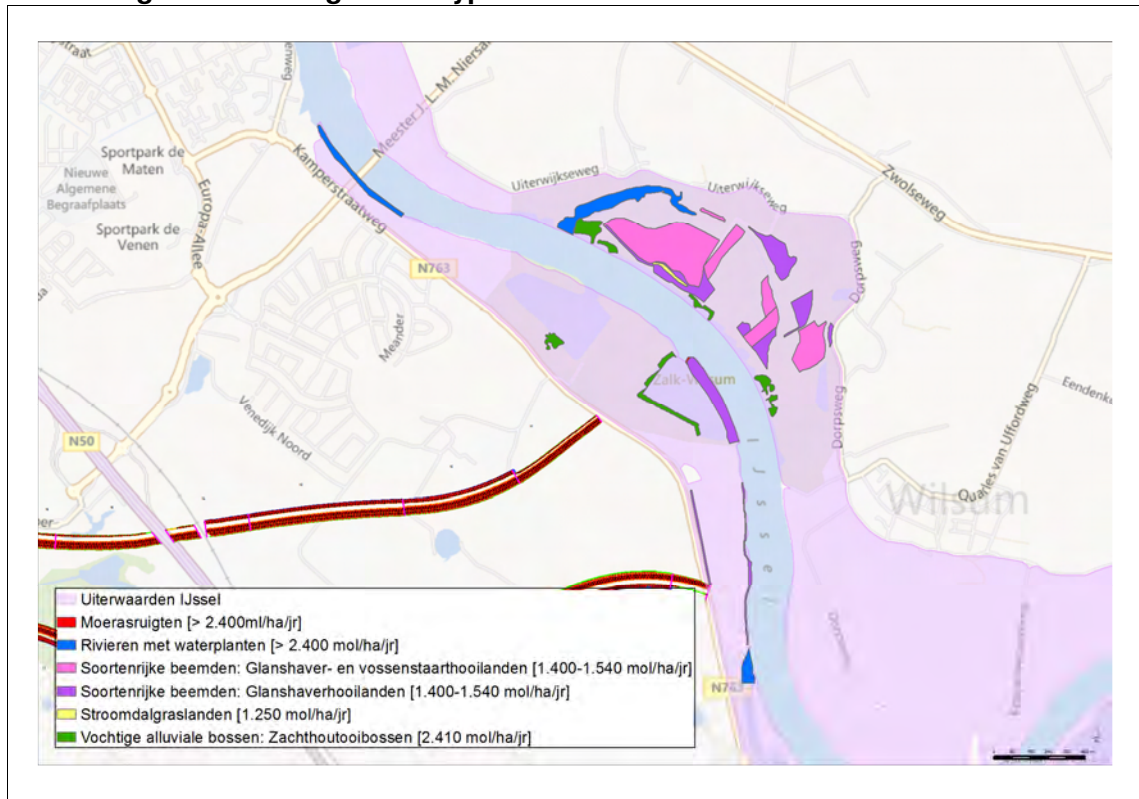 Sportpark de
Maten
Nieuwe
Algemene
Begraafplaats
Sportpark de
Venen
Europa-Allee
Kamperstraatweg
Meester J. L. M. Niersal
N763
Uiterwijkseweg
Uiterwijkseweg
Zwolseweg
Dorpsweg
Meander
Venedijk Noord
N50
Zalk-Wilsum
Dorpsweg
IJssel
Eendenke
Quarles van Uffordweg
Wilsum
N763
Uiterwaarden IJssel
Moerasruigten [> 2.400ml/ha/jr]
Rivieren met waterplanten [> 2.400 mol/ha/jr]
Soortenrijke beemden: Glanshaver- en vossenstaarthooilanden [1.400-1.540 mol/ha/jr]
Soortenrijke beemden: Glanshaverhooilanden [1.400-1.540 mol/ha/jr]
Stroomdalgraslanden [1.250 mol/ha/jr]
Vochtige alluviale bossen: Zachthoutooibossen [2.410 mol/ha/jr]